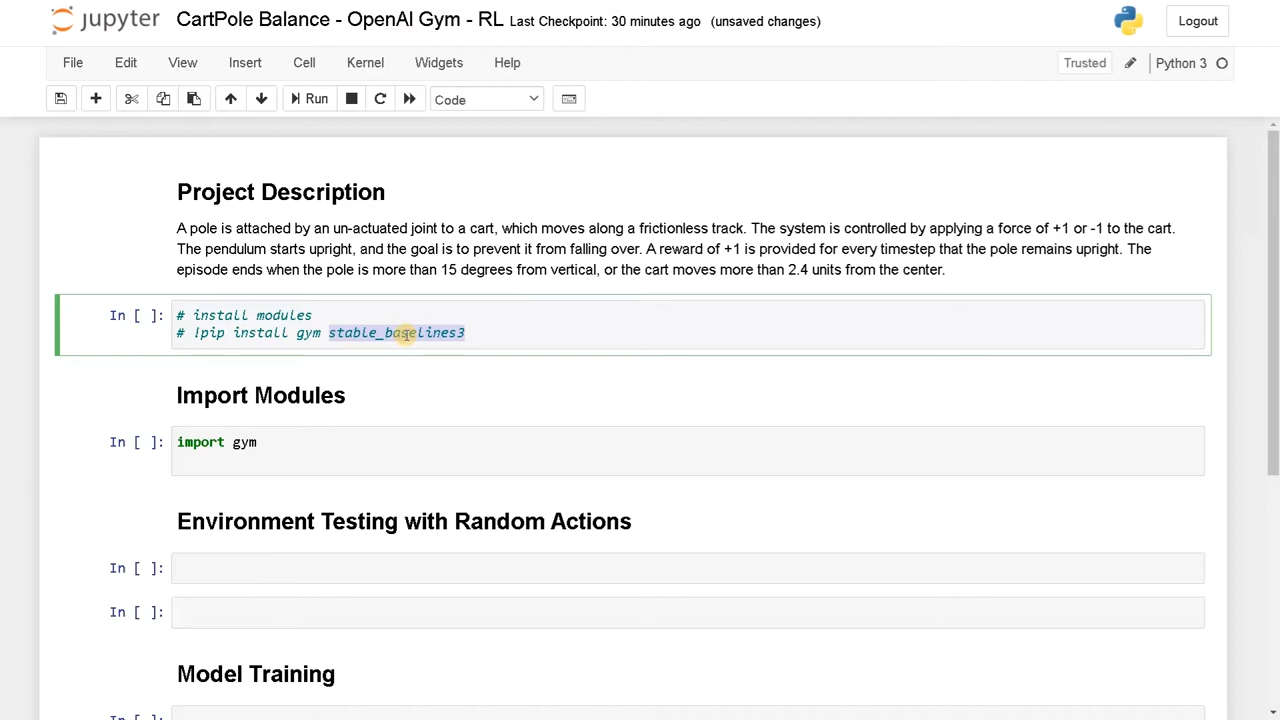 jupyter CartPole Balance - OpenAI Gym - RL Last Checkpoint: 30 minutes ago (unsaved changes) Logout
File Edit View Insert Cell Kernel Widgets Help Trusted Python 3
Run Code
Project Description
A pole is attached by an un-actuated joint to a cart, which moves along a frictionless track. The system is controlled by applying a force of +1 or -1 to the cart.
The pendulum starts upright, and the goal is to prevent it from falling over. A reward of +1 is provided for every timestep that the pole remains upright. The
episode ends when the pole is more than 15 degrees from vertical, or the cart moves more than 2.4 units from the center.
In [ ]: # install modules
# !pip install gym stable_baselines3
Import Modules
In [ ]: import gym
Environment Testing with Random Actions
In [ ]:
In [ ]:
Model Training
In [ ]: